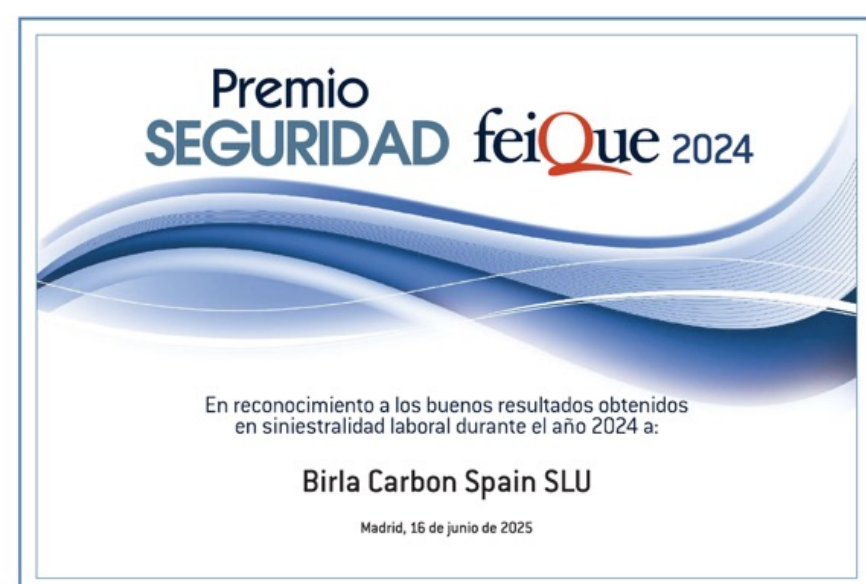 Premio
SEGURIDAD feiQue 2024
En reconocimiento a los buenos resultados obtenidos
en siniestralidad laboral durante el año 2024 a:
Birla Carbon Spain SLU
Madrid, 16 de junio de 2025